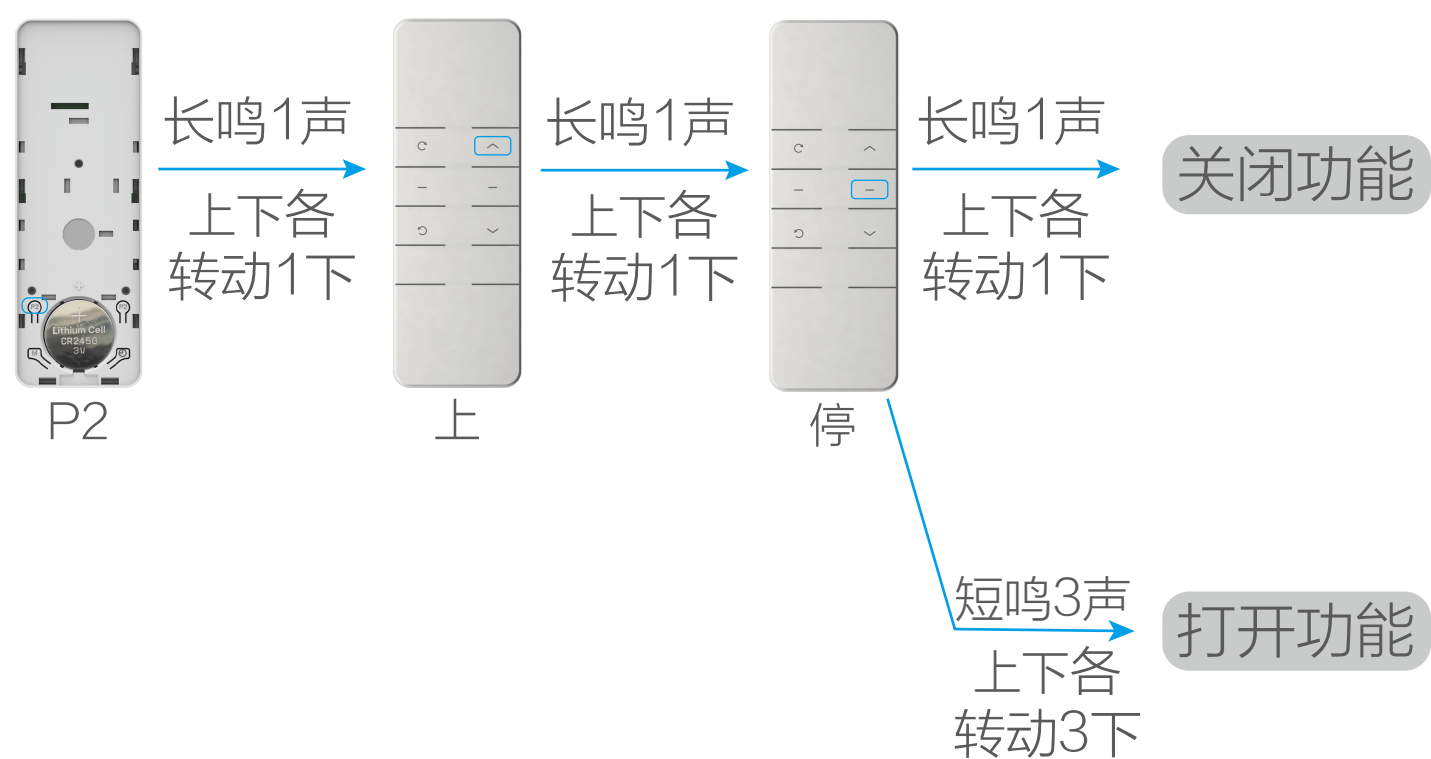 长鸣1声
上下各
转动1下
长鸣1声
上下各
转动1下
长鸣1声
上下各
转动1下
关闭功能
P2
P2
Lithium Cell
CR2450
3V
M
P2
上
停
短鸣3声
上下各
转动3下
打开功能